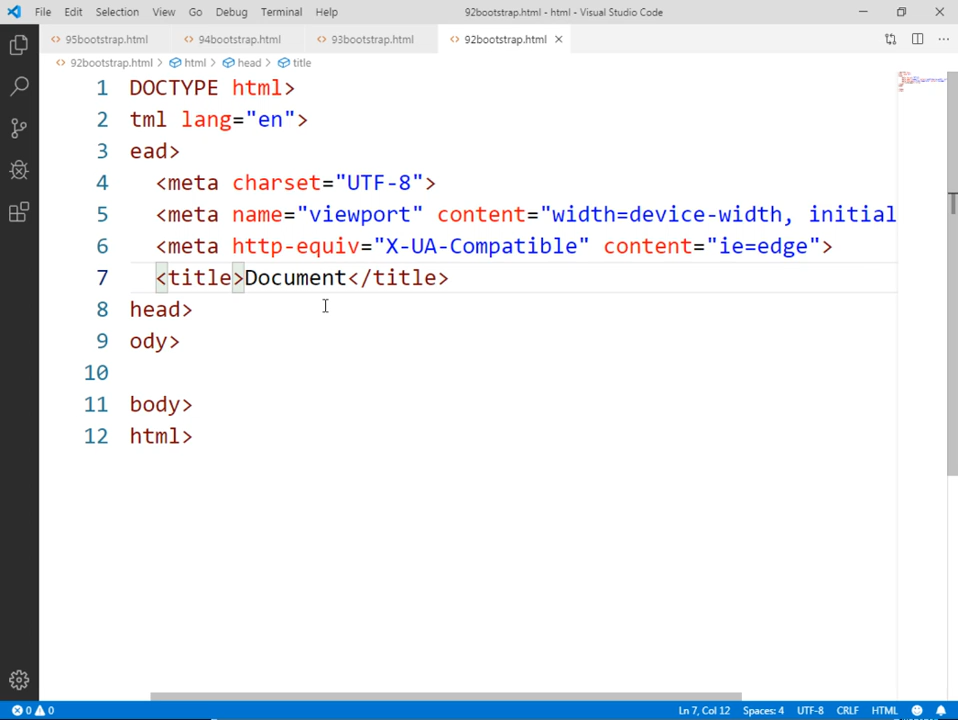 File Edit Selection View Go Debug Terminal Help 92bootstrap.html - html - Visual Studio Code
95bootstrap.html 94bootstrap.html 93bootstrap.html 92bootstrap.html
92bootstrap.html > html > head > title
1 DOCTYPE html>
2 tml lang="en">
3 ead>
4 <meta charset="UTF-8">
5 <meta name="viewport" content="width=device-width, initial
6 <meta http-equiv="X-UA-Compatible" content="ie=edge">
7 <title>Document</title>
8 head>
9 ody>
10
11 body>
12 html>
0 0 Ln 7, Col 12 Spaces: 4 UTF-8 CRLF HTML